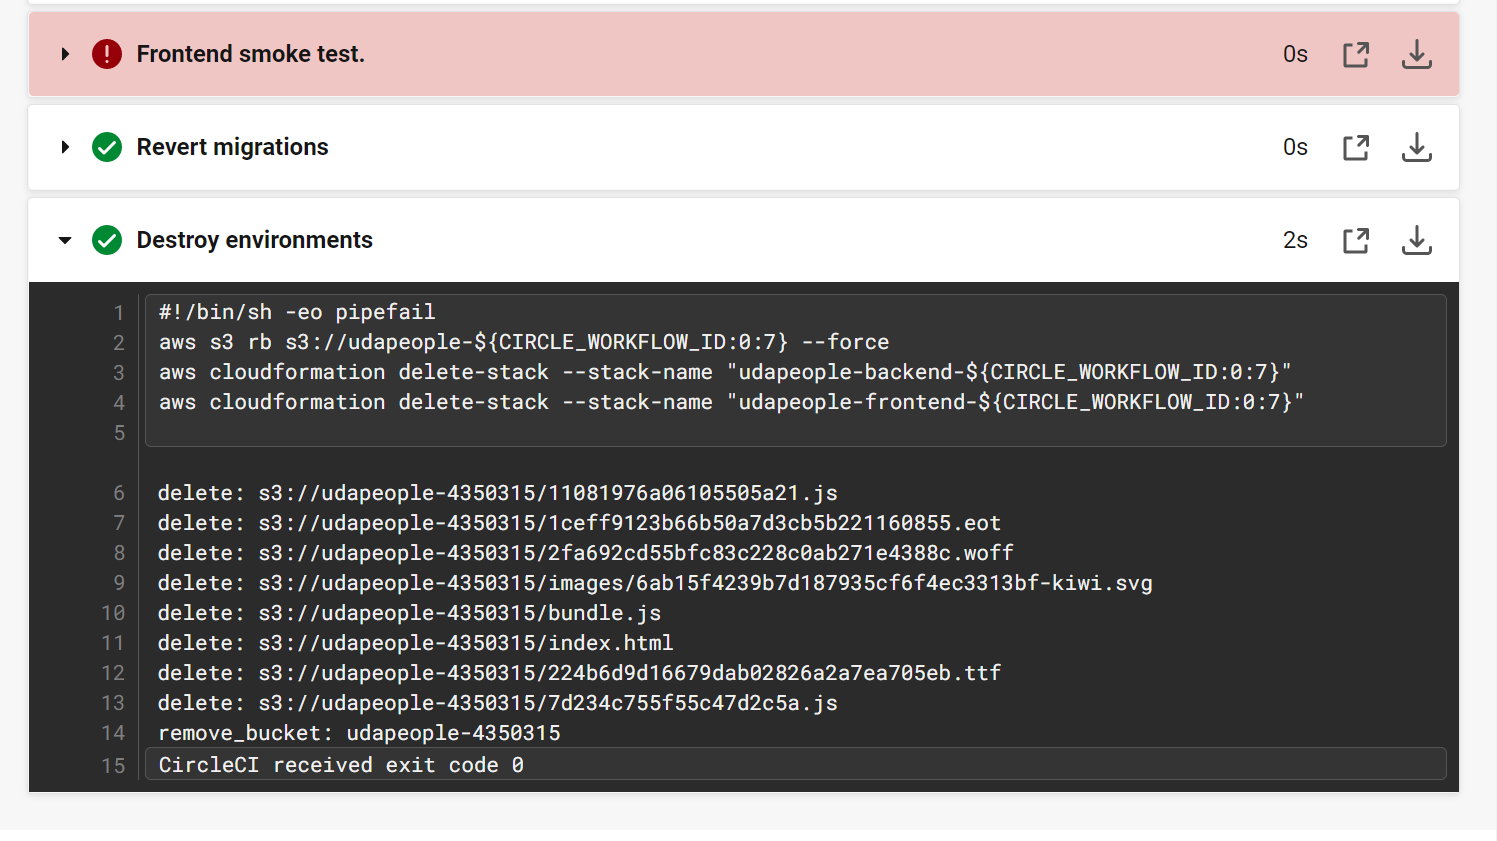 Frontend smoke test. 0s
Revert migrations 0s
Destroy environments 2s
1 #!/bin/sh -eo pipefail
2 aws s3 rb s3://udapeople-${CIRCLE_WORKFLOW_ID:0:7} --force
3 aws cloudformation delete-stack --stack-name "udapeople-backend-${CIRCLE_WORKFLOW_ID:0:7}"
4 aws cloudformation delete-stack --stack-name "udapeople-frontend-${CIRCLE_WORKFLOW_ID:0:7}"
5
6 delete: s3://udapeople-4350315/11081976a06105505a21.js
7 delete: s3://udapeople-4350315/1ceff9123b66b50a7d3cb5b221160855.eot
8 delete: s3://udapeople-4350315/2fa692cd55bfc83c228c0ab271e4388c.woff
9 delete: s3://udapeople-4350315/images/6ab15f4239b7d187935cf6f4ec3313bf-kiwi.svg
10 delete: s3://udapeople-4350315/bundle.js
11 delete: s3://udapeople-4350315/index.html
12 delete: s3://udapeople-4350315/224b6d9d16679dab02826a2a7ea705eb.ttf
13 delete: s3://udapeople-4350315/7d234c755f55c47d2c5a.js
14 remove_bucket: udapeople-4350315
15 CircleCI received exit code 0